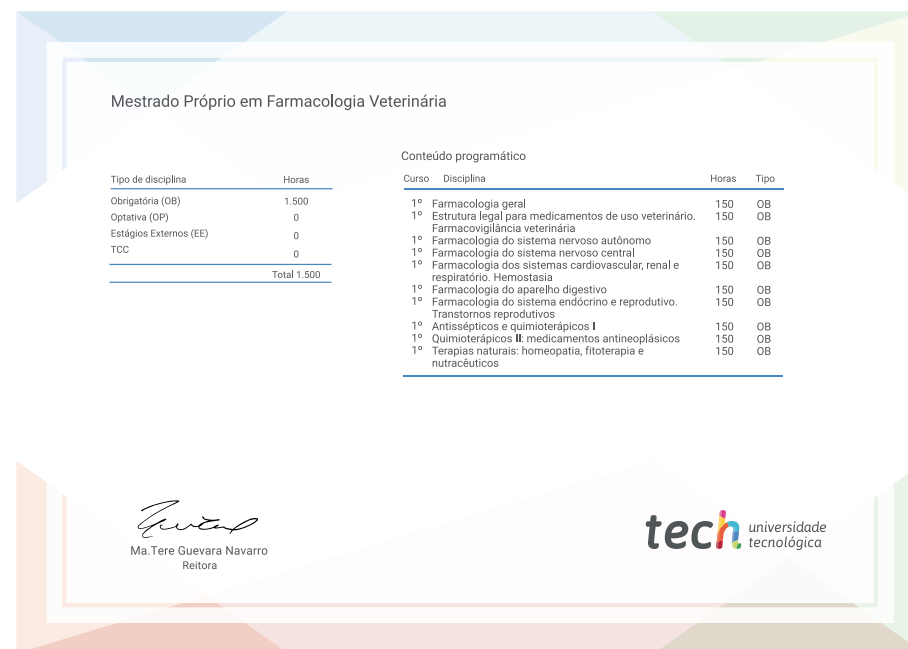 Mestrado Próprio em Farmacologia Veterinária
Tipo de disciplina Horas
Obrigatória (OB) 1.500
Optativa (OP) 0
Estágios Externos (EE) 0
TCC 0
Total 1.500
Conteúdo programático
Curso Disciplina Horas Tipo
1º Farmacologia geral 150 OB
1º Estrutura legal para medicamentos de uso veterinário. 150 OB
Farmacovigilância veterinária
1º Farmacologia do sistema nervoso autônomo 150 OB
1º Farmacologia do sistema nervoso central 150 OB
1º Farmacologia dos sistemas cardiovascular, renal e 150 OB
respiratório. Hemostasia
1º Farmacologia do aparelho digestivo 150 OB
1º Farmacologia do sistema endócrino e reprodutivo. 150 OB
Transtornos reprodutivos
1º Antissépticos e quimioterápicos I 150 OB
1º Quimioterápicos II: medicamentos antineoplásicos 150 OB
1º Terapias naturais: homeopatia, fitoterapia e 150 OB
nutracêuticos
Ma.Tere Guevara Navarro
Reitora
tech universidade
tecnológica